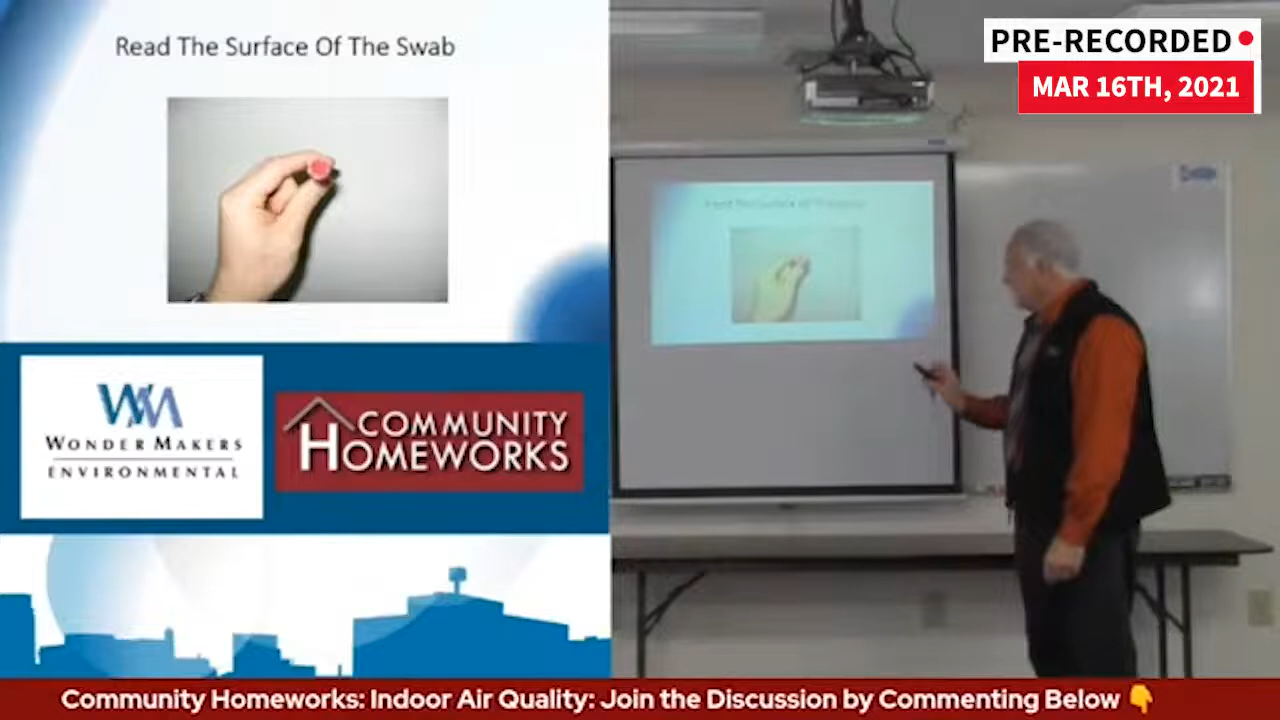 Read The Surface Of The Swab
PRE-RECORDED
MAR 16TH, 2021
WM
WONDER MAKERS
ENVIRONMENTAL
COMMUNITY
HOMEWORKS
Community Homeworks: Indoor Air Quality: Join the Discussion by Commenting Below 👇